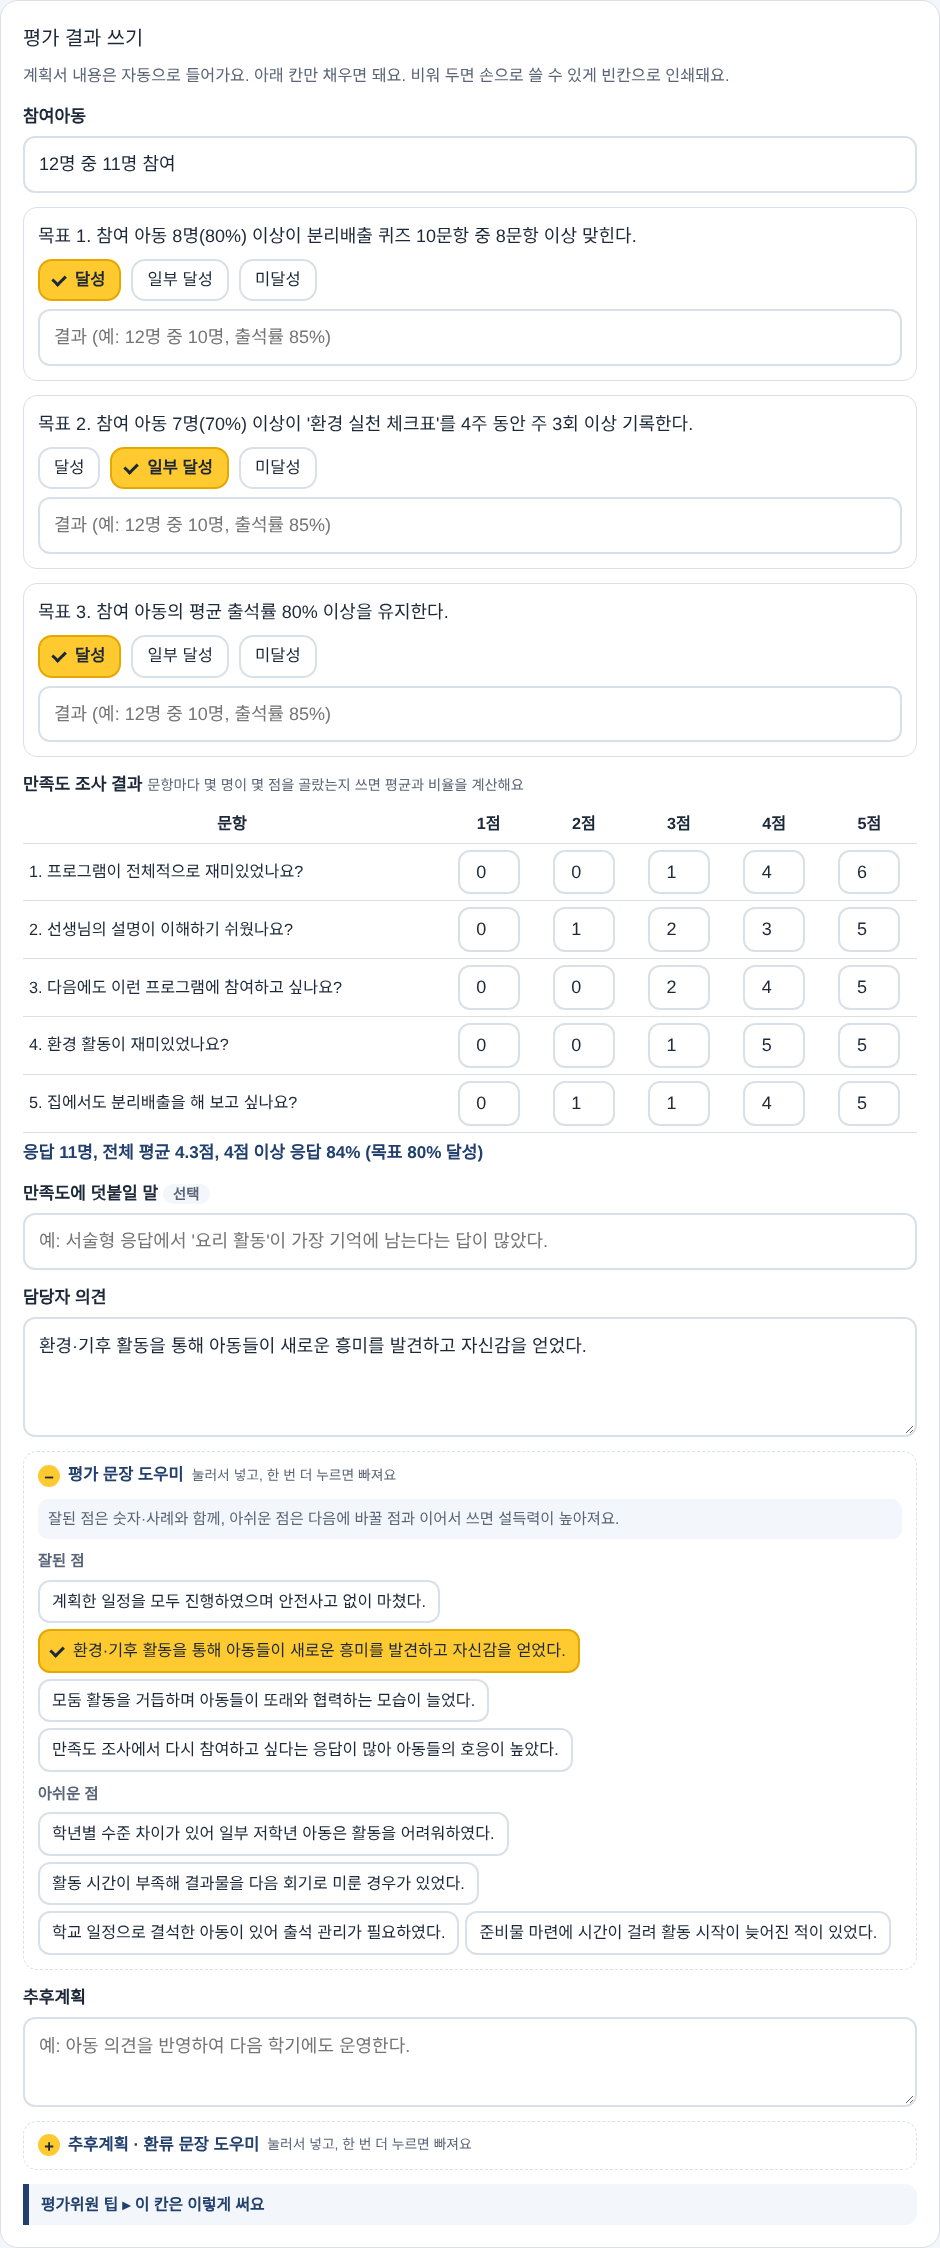 평가 결과 쓰기
계획서 내용은 자동으로 들어가요. 아래 칸만 채우면 돼요. 비워 두면 손으로 쓸 수 있게 빈칸으로 인쇄돼요.
참여아동
12명 중 11명 참여
목표 1. 참여 아동 8명(80%) 이상이 분리배출 퀴즈 10문항 중 8문항 이상 맞힌다.
달성 일부 달성 미달성
결과 (예: 12명 중 10명, 출석률 85%)
목표 2. 참여 아동 7명(70%) 이상이 '환경 실천 체크표'를 4주 동안 주 3회 이상 기록한다.
달성 일부 달성 미달성
결과 (예: 12명 중 10명, 출석률 85%)
목표 3. 참여 아동의 평균 출석률 80% 이상을 유지한다.
달성 일부 달성 미달성
결과 (예: 12명 중 10명, 출석률 85%)
만족도 조사 결과 문항마다 몇 명이 몇 점을 골랐는지 쓰면 평균과 비율을 계산해요
문항 1점 2점 3점 4점 5점
1. 프로그램이 전체적으로 재미있었나요? 0 0 1 4 6
2. 선생님의 설명이 이해하기 쉬웠나요? 0 1 2 3 5
3. 다음에도 이런 프로그램에 참여하고 싶나요? 0 0 2 4 5
4. 환경 활동이 재미있었나요? 0 0 1 5 5
5. 집에서도 분리배출을 해 보고 싶나요? 0 1 1 4 5
응답 11명, 전체 평균 4.3점, 4점 이상 응답 84% (목표 80% 달성)
만족도에 덧붙일 말 선택
예: 서술형 응답에서 '요리 활동'이 가장 기억에 남는다는 답이 많았다.
담당자 의견
환경·기후 활동을 통해 아동들이 새로운 흥미를 발견하고 자신감을 얻었다.
평가 문장 도우미 눌러서 넣고, 한 번 더 누르면 빠져요
잘된 점은 숫자·사례와 함께, 아쉬운 점은 다음에 바꿀 점과 이어서 쓰면 설득력이 높아져요.
잘된 점
계획한 일정을 모두 진행하였으며 안전사고 없이 마쳤다.
환경·기후 활동을 통해 아동들이 새로운 흥미를 발견하고 자신감을 얻었다.
모둠 활동을 거듭하며 아동들이 또래와 협력하는 모습이 늘었다.
만족도 조사에서 다시 참여하고 싶다는 응답이 많아 아동들의 호응이 높았다.
아쉬운 점
학년별 수준 차이가 있어 일부 저학년 아동은 활동을 어려워하였다.
활동 시간이 부족해 결과물을 다음 회기로 미룬 경우가 있었다.
학교 일정으로 결석한 아동이 있어 출석 관리가 필요하였다. 준비물 마련에 시간이 걸려 활동 시작이 늦어진 적이 있었다.
추후계획
예: 아동 의견을 반영하여 다음 학기에도 운영한다.
추후계획 · 환류 문장 도우미 눌러서 넣고, 한 번 더 누르면 빠져요
평가위원 팁 ▸ 이 칸은 이렇게 써요